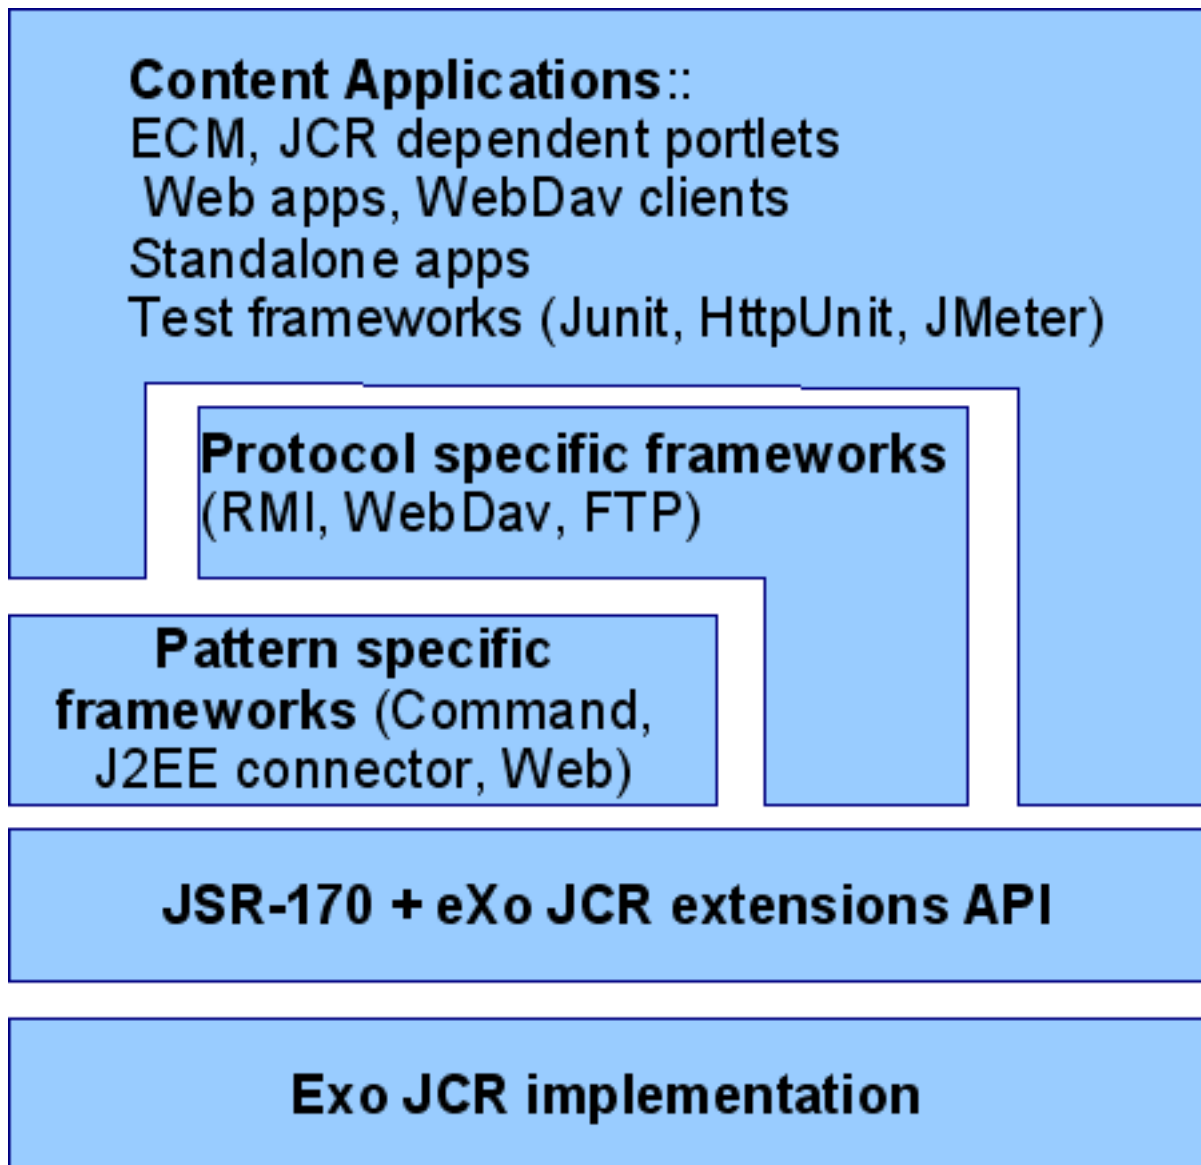 Content Applications::
ECM, JCR dependent portlets
Web apps, WebDav clients
Standalone apps
Test frameworks (Junit, HttpUnit, JMeter)
Protocol specific frameworks
(RMI, WebDav, FTP)
Pattern specific
frameworks (Command,
J2EE connector, Web)
JSR-170 + eXo JCR extensions API
Exo JCR implementation